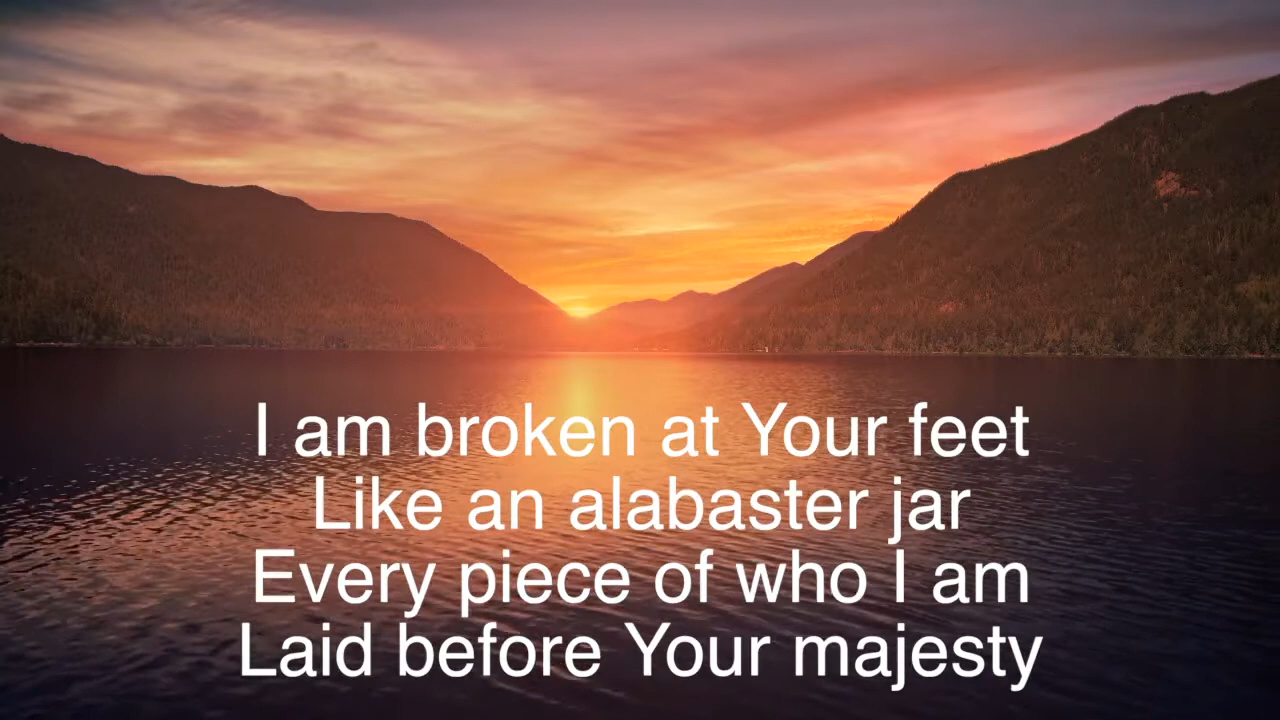 I am broken at Your feet
Like an alabaster jar
Every piece of who I am
Laid before Your majesty